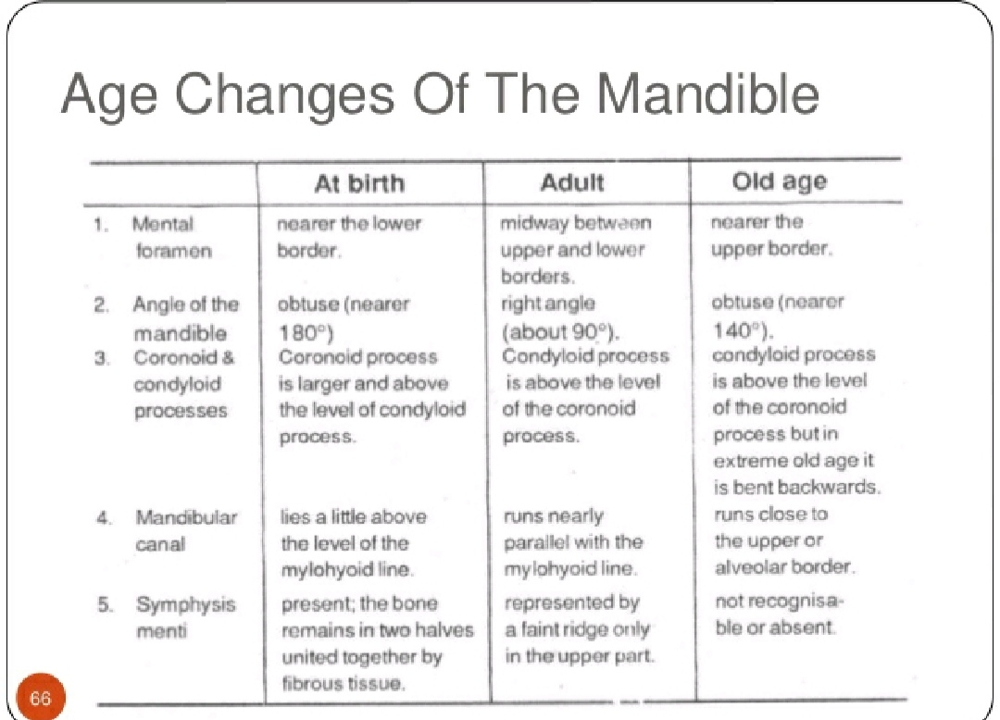 Age Changes Of The Mandible
At birth Adult Old age
1. Mental nearer the lower midway between nearer the
foramen border. upper and lower upper border.
borders.
2. Angle of the obtuse (nearer right angle obtuse (nearer
mandible 180°) (about 90°). 140°).
3. Coronoid & Coronoid process Condyloid process condyloid process
condyloid is larger and above is above the level is above the level
processes the level of condyloid of the coronoid of the coronoid
process. process. process but in
extreme old age it
is bent backwards.
4. Mandibular lies a little above runs nearly runs close to
canal the level of the parallel with the the upper or
mylohyoid line. mylohyoid line. alveolar border.
5. Symphysis present; the bone represented by not recognisa-
menti remains in two halves a faint ridge only ble or absent.
united together by in the upper part.
fibrous tissue.
66